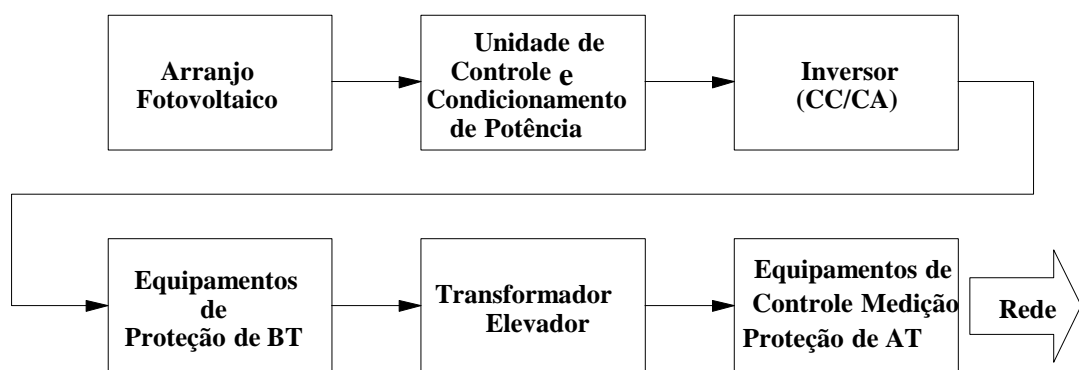 Arranjo
Fotovoltaico
Unidade de
Controle e
Condicionamento
de Potência
Inversor
(CC/CA)
Equipamentos
de
Proteção de BT
Transformador
Elevador
Equipamentos de
Controle Medição
Proteção de AT
Rede